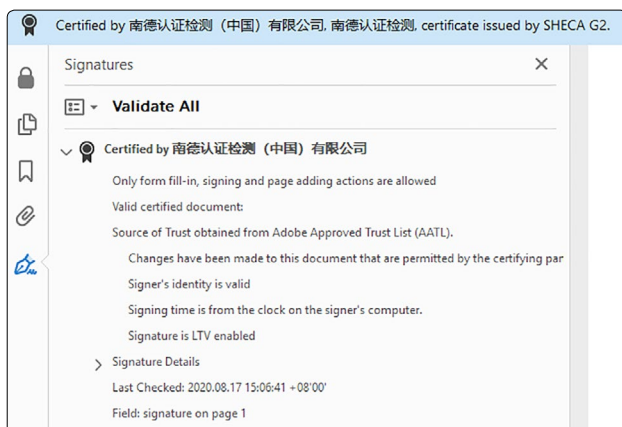 Certified by 南德认证检测（中国）有限公司, 南德认证检测, certificate issued by SHECA G2.
Signatures
Validate All
Certified by 南德认证检测（中国）有限公司
Only form fill-in, signing and page adding actions are allowed
Valid certified document:
Source of Trust obtained from Adobe Approved Trust List (AATL).
Changes have been made to this document that are permitted by the certifying par
Signer's identity is valid
Signing time is from the clock on the signer's computer.
Signature is LTV enabled
Signature Details
Last Checked: 2020.08.17 15:06:41 +08'00'
Field: signature on page 1